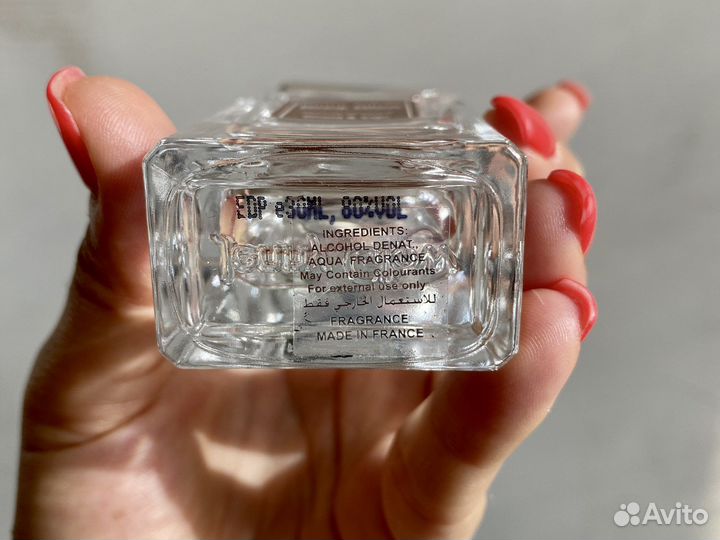 EDP e30ML, 80%VOL
INGREDIENTS:
ALCOHOL DENAT.,
AQUA, FRAGRANCE
May Contain Colourants
For external use only
للاستعمال الخارجي فقط
FRAGRANCE
MADE IN FRANCE
Avito